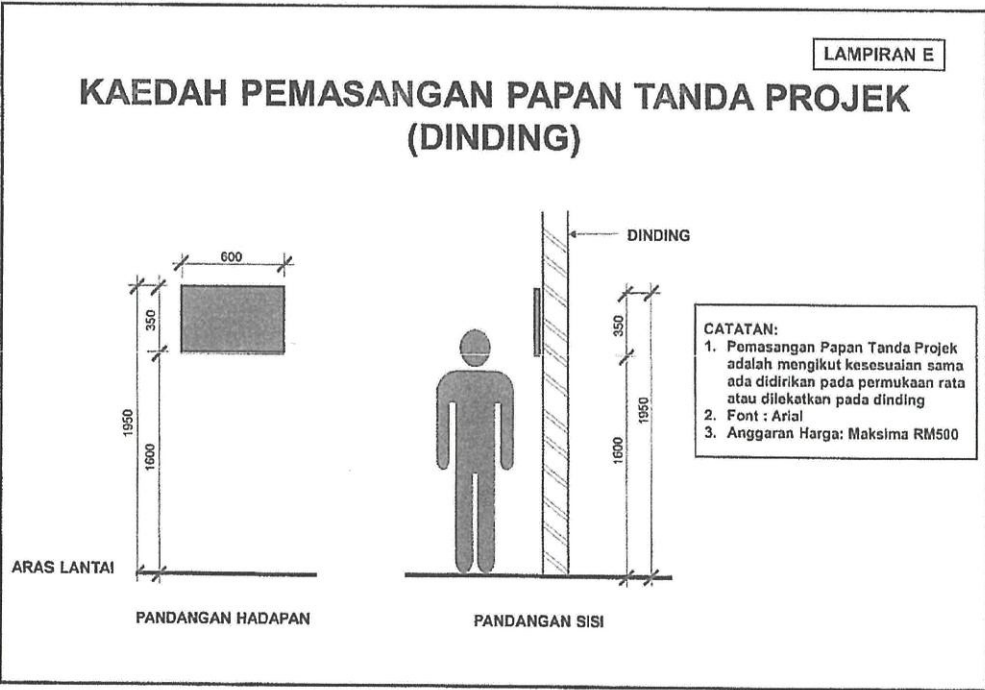 LAMPIRAN E
KAEDAH PEMASANGAN PAPAN TANDA PROJEK
(DINDING)
DINDING
600
350
1950
1600
350
1950
1600
CATATAN:
1. Pemasangan Papan Tanda Projek
adalah mengikut kesesuaian sama
ada didirikan pada permukaan rata
atau dilekatkan pada dinding
2. Font : Arial
3. Anggaran Harga: Maksima RM500
ARAS LANTAI
PANDANGAN HADAPAN
PANDANGAN SISI